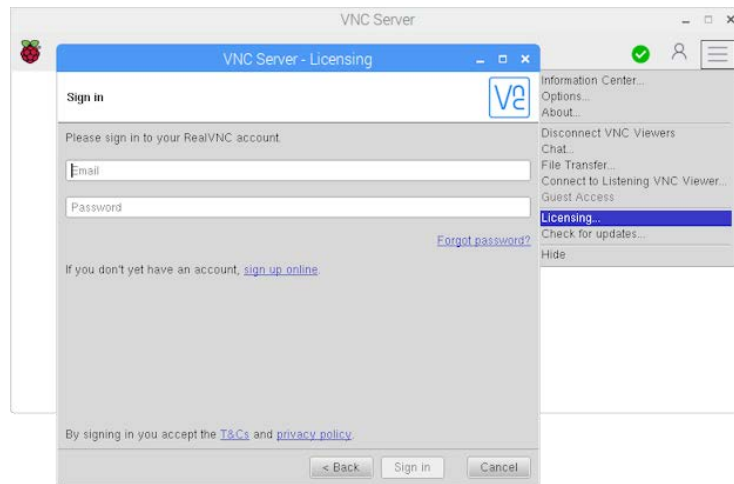 VNC Server
VNC Server - Licensing
Sign in
Please sign in to your RealVNC account
Email
Password
Forgot password?
If you don't yet have an account, sign up online.
By signing in you accept the T&Cs and privacy policy.
< Back
Sign in
Cancel
Information Center...
Options...
About...
Disconnect VNC Viewers
Chat...
File Transfer...
Connect to Listening VNC Viewer...
Guest Access
Licensing...
Check for updates...
Hide